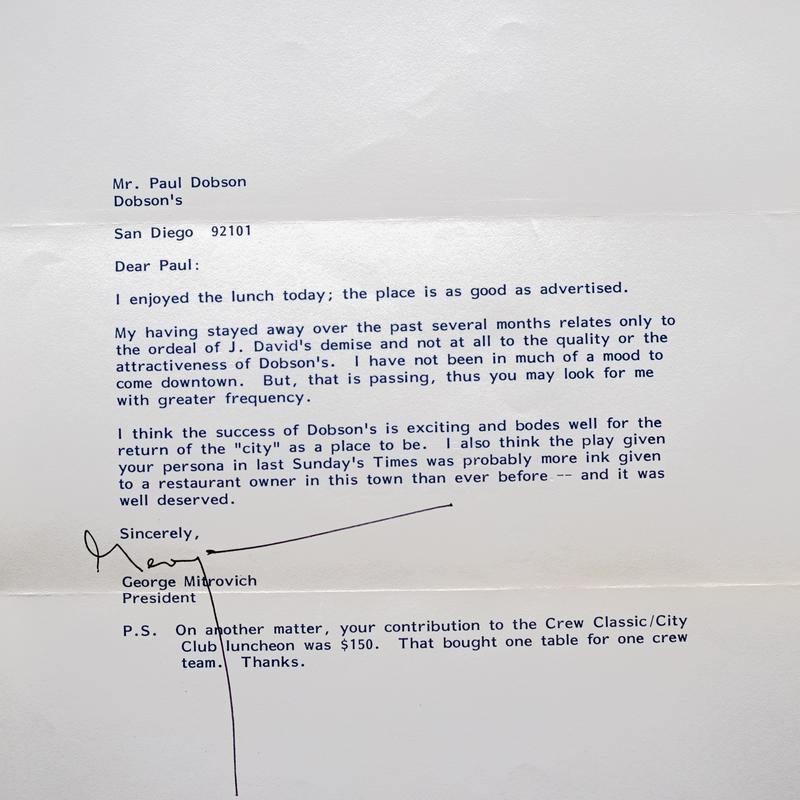 Mr. Paul Dobson
Dobson's
San Diego  92101
Dear Paul:
I enjoyed the lunch today; the place is as good as advertised.
My having stayed away over the past several months relates only to
the ordeal of J. David's demise and not at all to the quality or the
attractiveness of Dobson's.  I have not been in much of a mood to
come downtown.  But, that is passing, thus you may look for me
with greater frequency.
I think the success of Dobson's is exciting and bodes well for the
return of the "city" as a place to be.  I also think the play given
your persona in last Sunday's Times was probably more ink given
to a restaurant owner in this town than ever before -- and it was
well deserved.
Sincerely,
George
George Mitrovich
President
P.S.  On another matter, your contribution to the Crew Classic/City
Club luncheon was $150.  That bought one table for one crew
team.  Thanks.